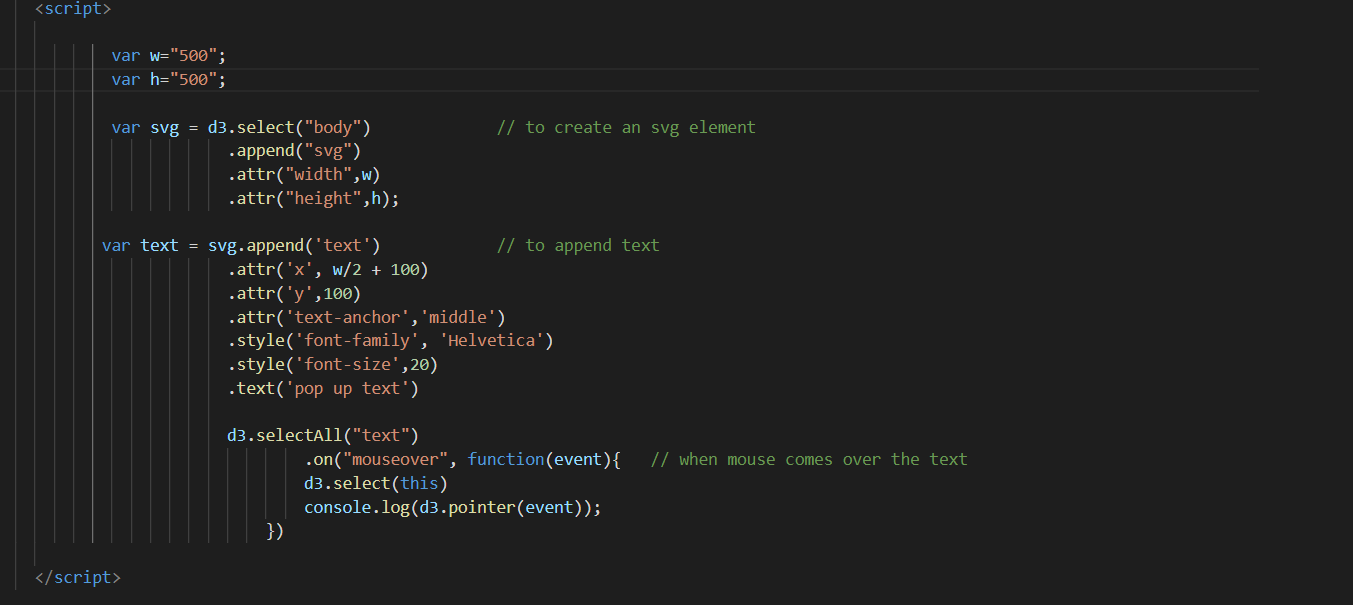 <script>
var w="500";
var h="500";
var svg = d3.select("body") // to create an svg element
.append("svg")
.attr("width",w)
.attr("height",h);
var text = svg.append('text') // to append text
.attr('x', w/2 + 100)
.attr('y',100)
.attr('text-anchor','middle')
.style('font-family', 'Helvetica')
.style('font-size',20)
.text('pop up text')
d3.selectAll("text")
.on("mouseover", function(event){ // when mouse comes over the text
d3.select(this)
console.log(d3.pointer(event));
})
</script>